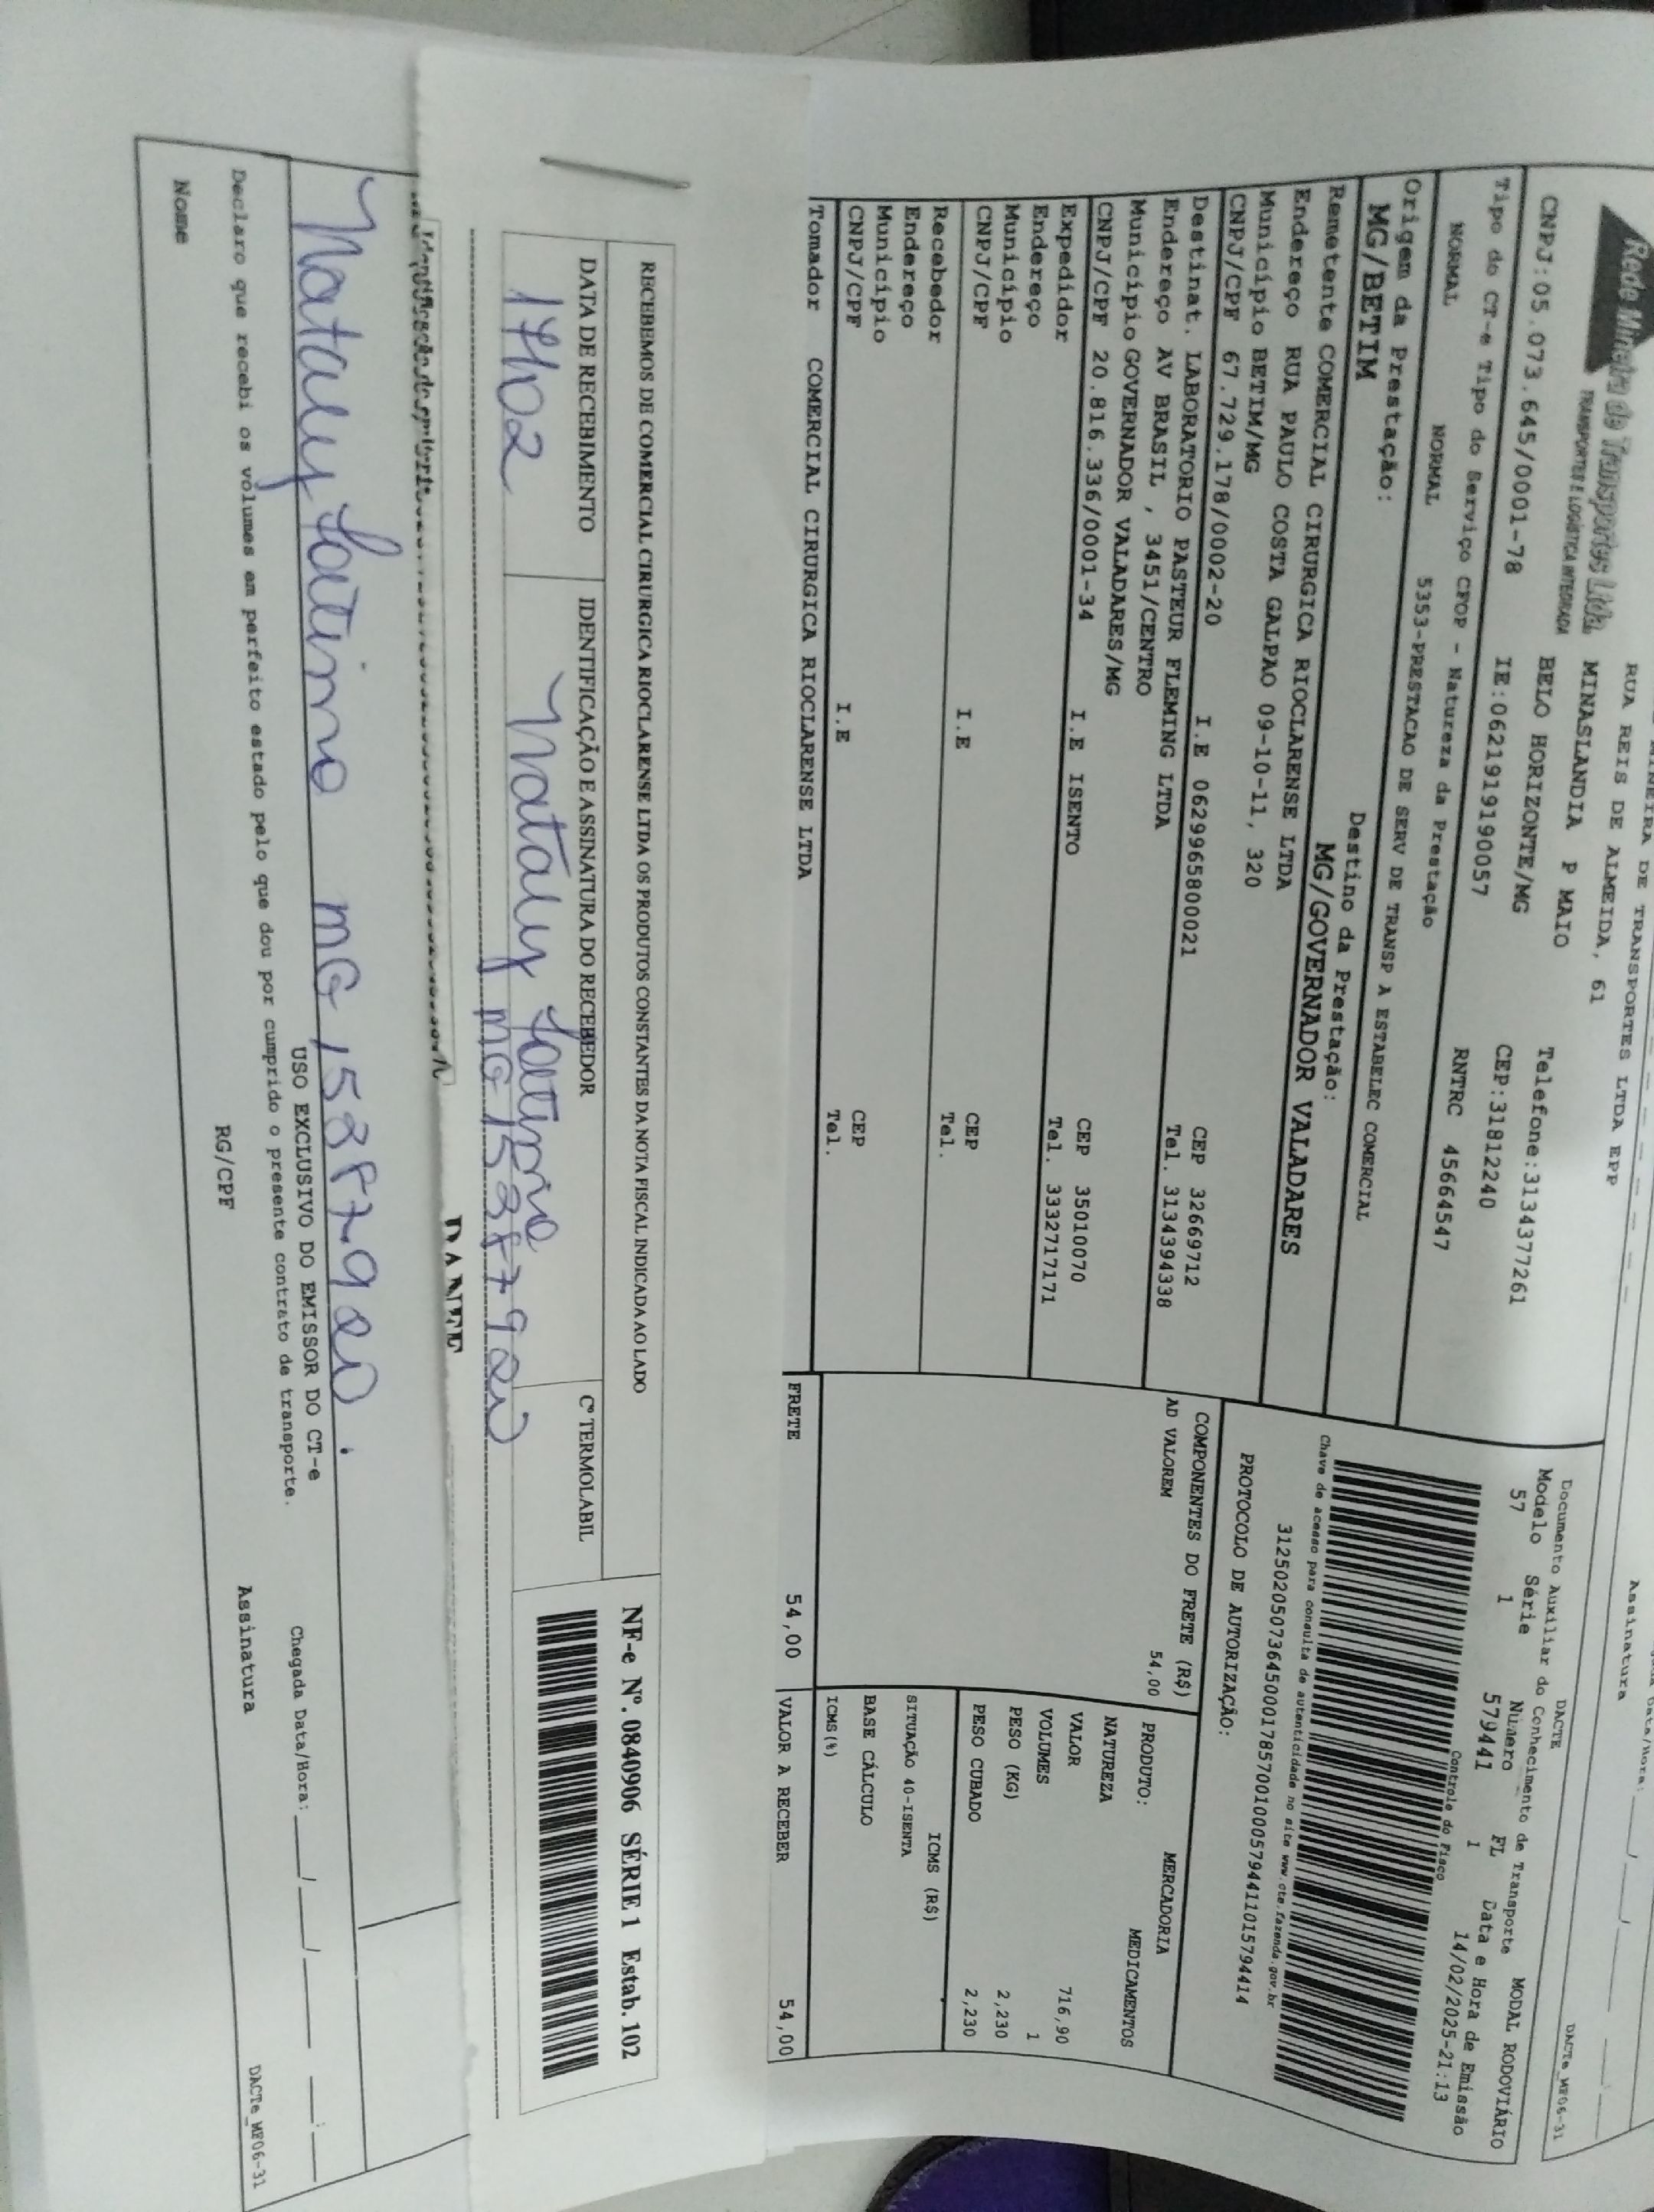 Assinatura
DACTe_MF06-31
MINEIRA DE TRANSPORTES LTDA EPP
RUA REIS DE ALMEIDA, 61
MINASLANDIA P MAIO
BELO HORIZONTE/MG
Rede Mineira de Transportes Ltda.
TRANSPORTE E LOGÍSTICA INTEGRADA
CNPJ:05.073.645/0001-78
IE:0621919190057
CEP:31812240
Telefone:3134377261
RNTRC 45664547
DACTE
Documento Auxiliar do Conhecimento de Transporte
MODAL RODOVIÁRIO
Modelo Série Número FL Data e Hora de Emissão
57 1 579441 1 14/02/2025-21:13
Controle do Fisco
Tipo do CT-e Tipo do Serviço CFOP - Natureza da Prestação
NORMAL NORMAL 5353-PRESTACAO DE SERV DE TRANSP A ESTABELEC COMERCIAL
Chave de acesso para consulta de autenticidade no site www.cte.fazenda.gov.br
Origem da Prestação: Destino da Prestação:
MG/BETIM MG/GOVERNADOR VALADARES
PROTOCOLO DE AUTORIZAÇÃO:
Remetente COMERCIAL CIRURGICA RIOCLARENSE LTDA
Endereço RUA PAULO COSTA GALPAO 09-10-11, 320
Município BETIM/MG CEP 32669712
CNPJ/CPF 67.729.178/0002-20 I.E 0629965800021 Tel. 3134394338
Destinat. LABORATORIO PASTEUR FLEMING LTDA
Endereço AV BRASIL , 3451/CENTRO
Município GOVERNADOR VALADARES/MG CEP 35010070
CNPJ/CPF 20.816.336/0001-34 I.E ISENTO Tel. 3332717171
Expedidor
Endereço
Município CEP
CNPJ/CPF I.E Tel.
Recebedor
Endereço
Município CEP
CNPJ/CPF I.E Tel.
Tomador COMERCIAL CIRURGICA RIOCLARENSE LTDA
COMPONENTES DO FRETE (R$)
AD VALOREM 54,00
MERCADORIA
PRODUTO: MEDICAMENTOS
NATUREZA
VALOR 716,90
VOLUMES 1
PESO (KG) 2,230
PESO CUBADO 2,230
ICMS (R$)
SITUAÇÃO 40-ISENTA
BASE CÁLCULO
ICMS(%)
FRETE 54,00 VALOR A RECEBER 54,00
RECEBEMOS DE COMERCIAL CIRURGICA RIOCLARENSE LTDA OS PRODUTOS CONSTANTES DA NOTA FISCAL INDICADA AO LADO
NF-e Nº. 0840906 SÉRIE 1 Estab. 102
DATA DE RECEBIMENTO IDENTIFICAÇÃO E ASSINATURA DO RECEBEDOR Cº TERMOLABIL
17/02 Nataly Fatima
DANFE
USO EXCLUSIVO DO EMISSOR DO CT-e
Chegada Data/Hora: ___/___/___ __:__
Declaro que recebi os volumes em perfeito estado pelo que dou por cumprido o presente contrato de transporte.
Nome RG/CPF Assinatura
DACTe_MF06-31